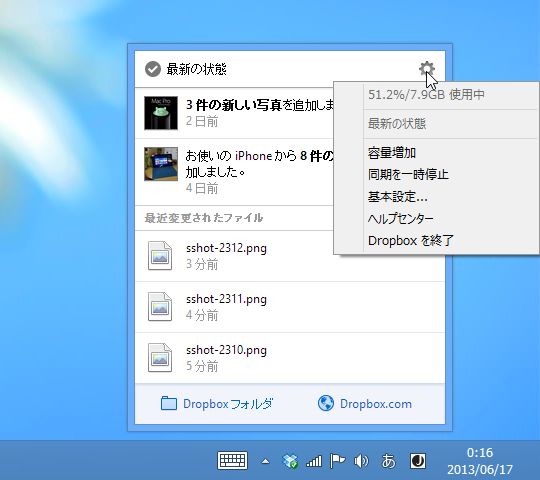 最新の状態
Mac Pro
3 件の新しい写真を追加しま
2 日前
お使いの iPhone から 8 件の
加しました。
4 日前
最近変更されたファイル
sshot-2312.png
3 分前
sshot-2311.png
4 分前
sshot-2310.png
5 分前
Dropbox フォルダ
Dropbox.com
51.2%/7.9GB 使用中
最新の状態
容量増加
同期を一時停止
基本設定...
ヘルプセンター
Dropbox を終了
あ
0:16
2013/06/17